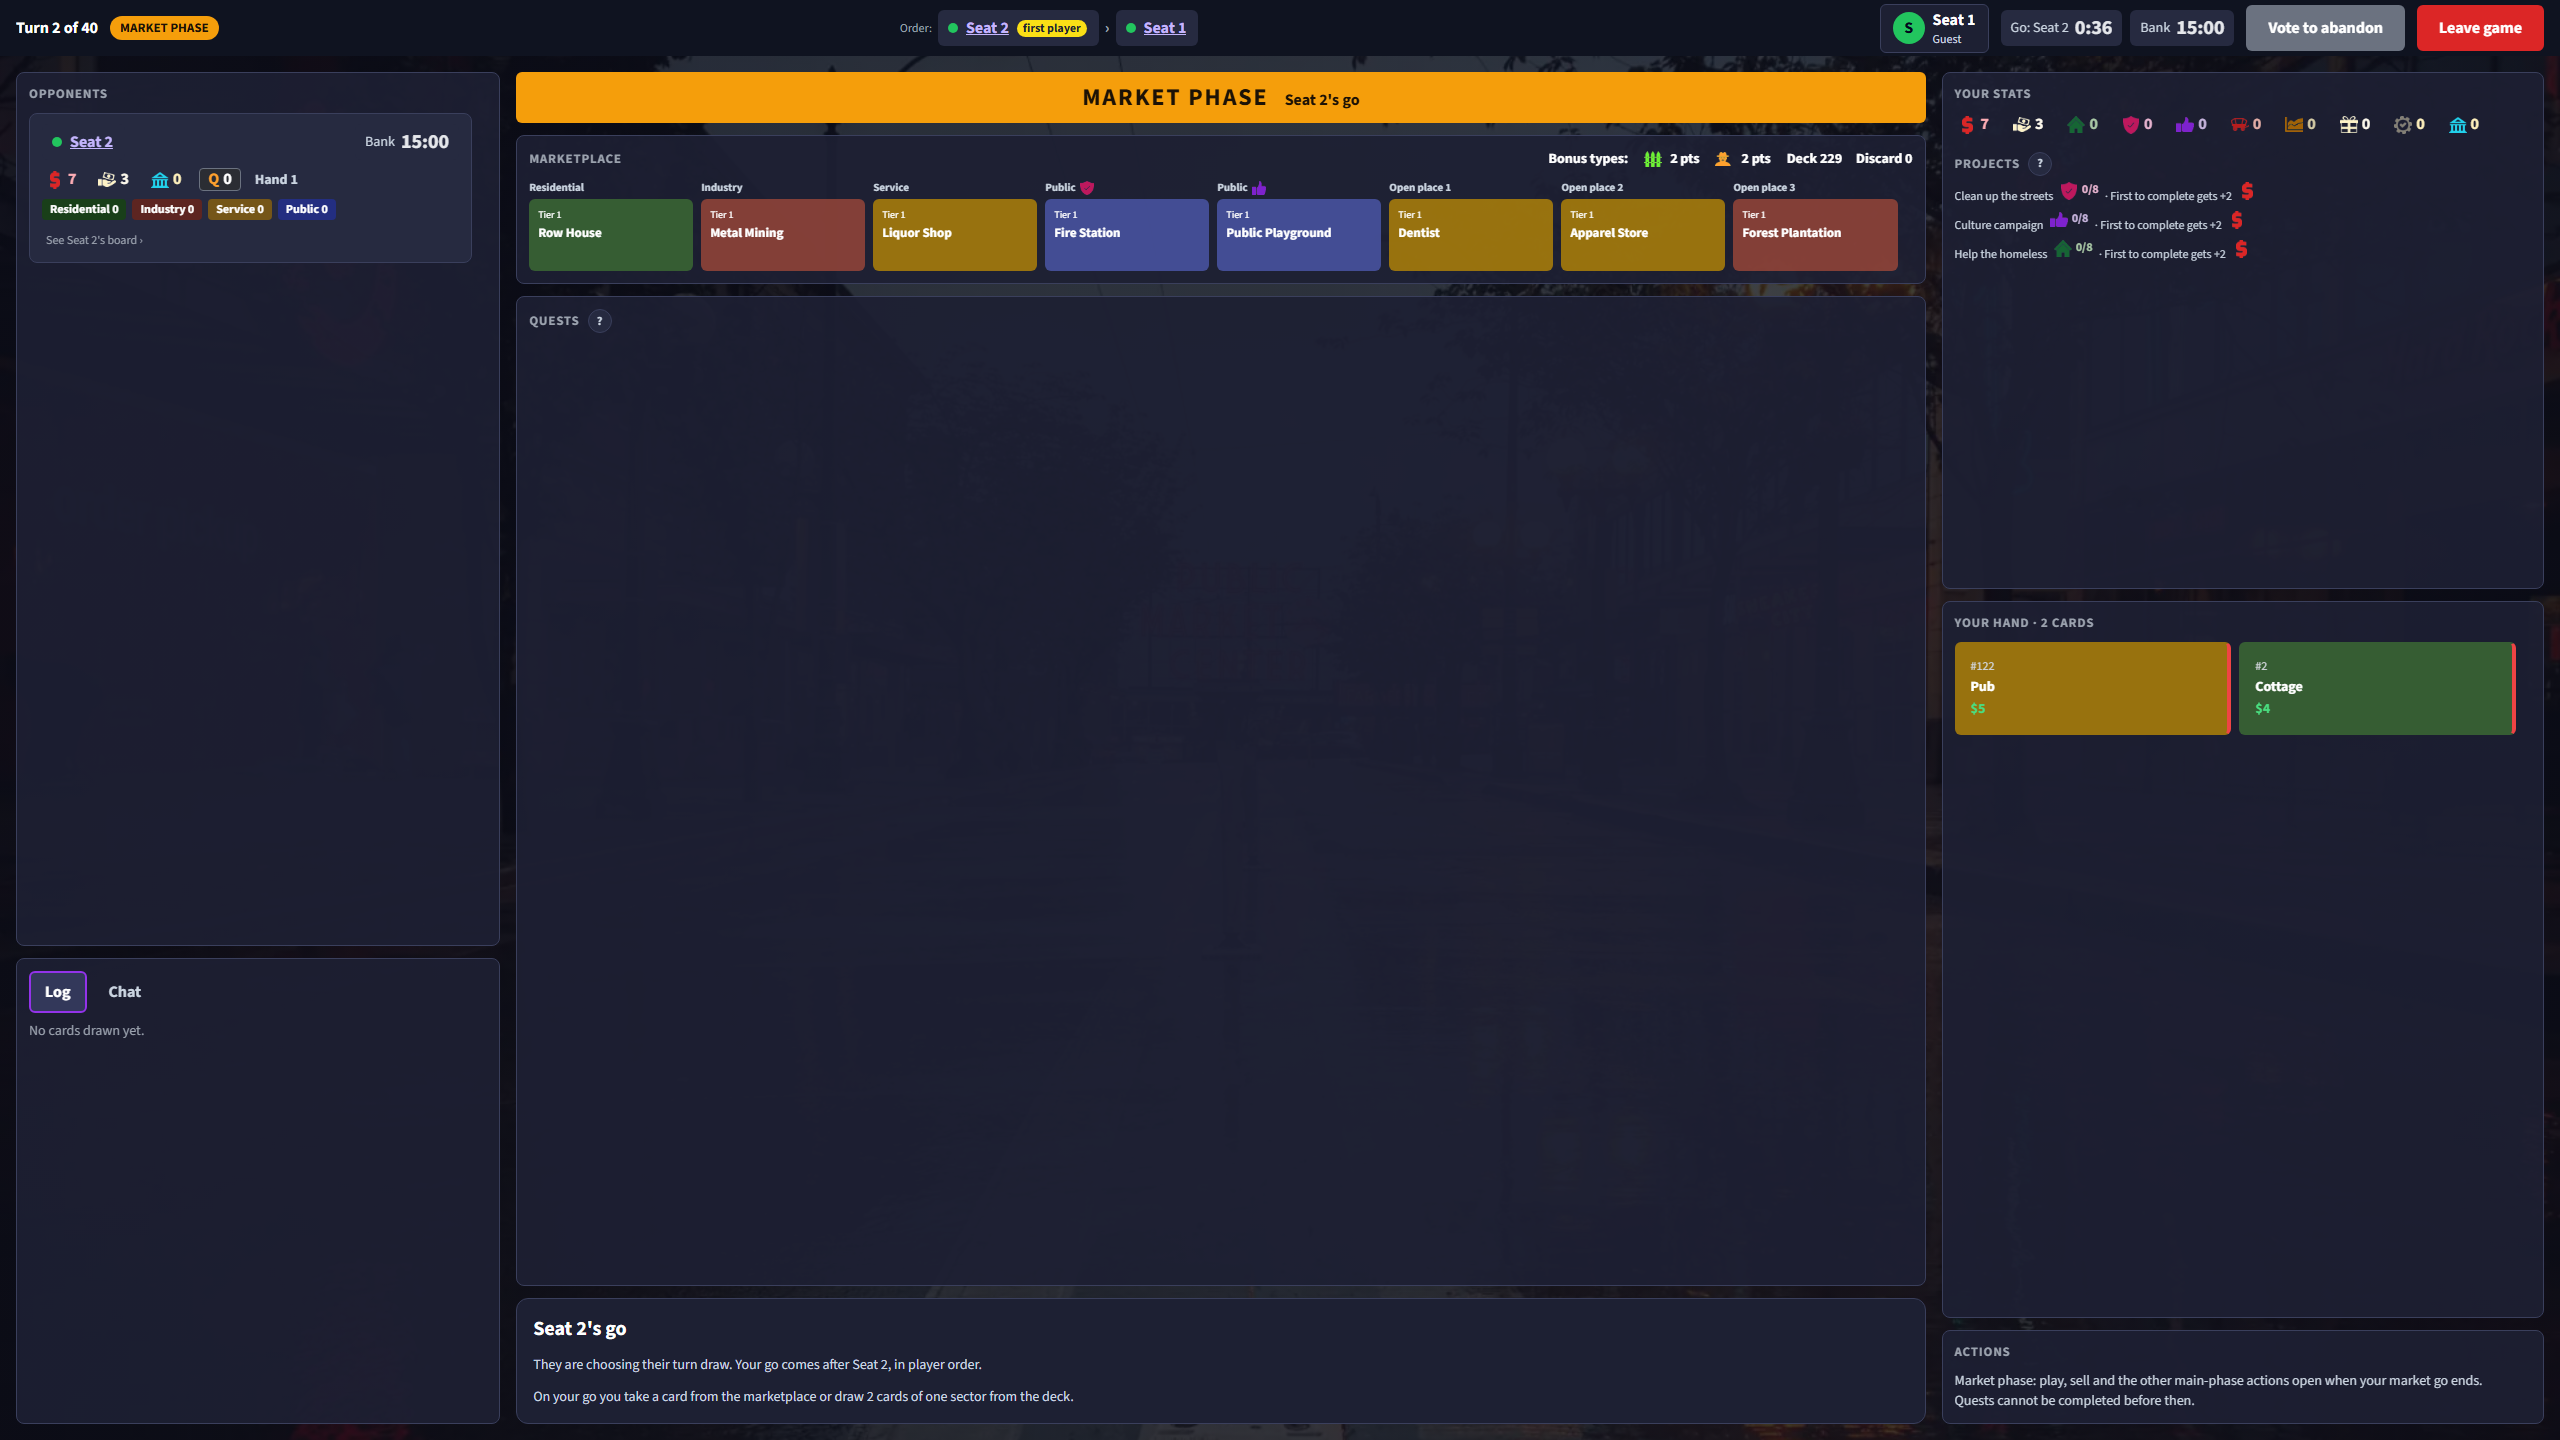 Turn 2 of 40 MARKET PHASE
Order: Seat 2 first player › Seat 1
S Seat 1 Guest
Go: Seat 2 0:36
Bank 15:00
Vote to abandon
Leave game
OPPONENTS
Seat 2 Bank 15:00
$ 7 3 0 Q 0 Hand 1
Residential 0 Industry 0 Service 0 Public 0
See Seat 2's board ›
Log Chat
No cards drawn yet.
MARKET PHASE Seat 2's go
MARKETPLACE
Bonus types: 2 pts 2 pts Deck 229 Discard 0
Residential Industry Service Public Public Open place 1 Open place 2 Open place 3
Tier 1 Tier 1 Tier 1 Tier 1 Tier 1 Tier 1 Tier 1 Tier 1
Row House Metal Mining Liquor Shop Fire Station Public Playground Dentist Apparel Store Forest Plantation
QUESTS ?
Seat 2's go
They are choosing their turn draw. Your go comes after Seat 2, in player order.
On your go you take a card from the marketplace or draw 2 cards of one sector from the deck.
YOUR STATS
$ 7 3 0 0 0 0 0 0 0 0
PROJECTS ?
Clean up the streets 0/8 · First to complete gets +2 $
Culture campaign 0/8 · First to complete gets +2 $
Help the homeless 0/8 · First to complete gets +2 $
YOUR HAND · 2 CARDS
#122
Pub
$5
#2
Cottage
$4
ACTIONS
Market phase: play, sell and the other main-phase actions open when your market go ends.
Quests cannot be completed before then.